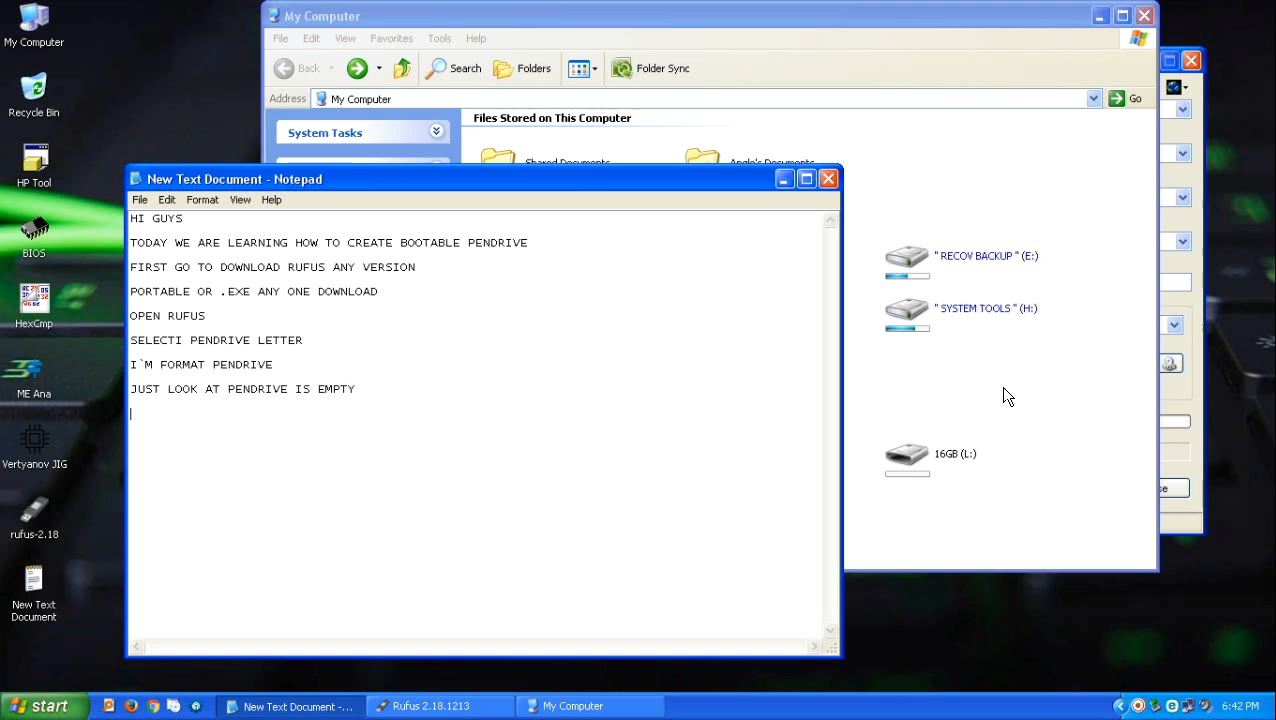 My Computer
File Edit View Favorites Tools Help
Back Folders Folder Sync
Address My Computer Go
System Tasks
Files Stored on This Computer
" RECOV BACKUP " (E:)
" SYSTEM TOOLS " (H:)
16GB (L:)
New Text Document - Notepad
File Edit Format View Help
HI GUYS
TODAY WE ARE LEARNING HOW TO CREATE BOOTABLE PENDRIVE
FIRST GO TO DOWNLOAD RUFUS ANY VERSION
PORTABLE OR .EXE ANY ONE DOWNLOAD
OPEN RUFUS
SELECTI PENDRIVE LETTER
I`M FORMAT PENDRIVE
JUST LOOK AT PENDRIVE IS EMPTY
My Computer
Recycle Bin
HP Tool
BIOS
HexCmp
ME Ana
Vertyanov JIG
rufus-2.18
New Text
Document
start New Text Document -... Rufus 2.18.1213 My Computer 6:42 PM